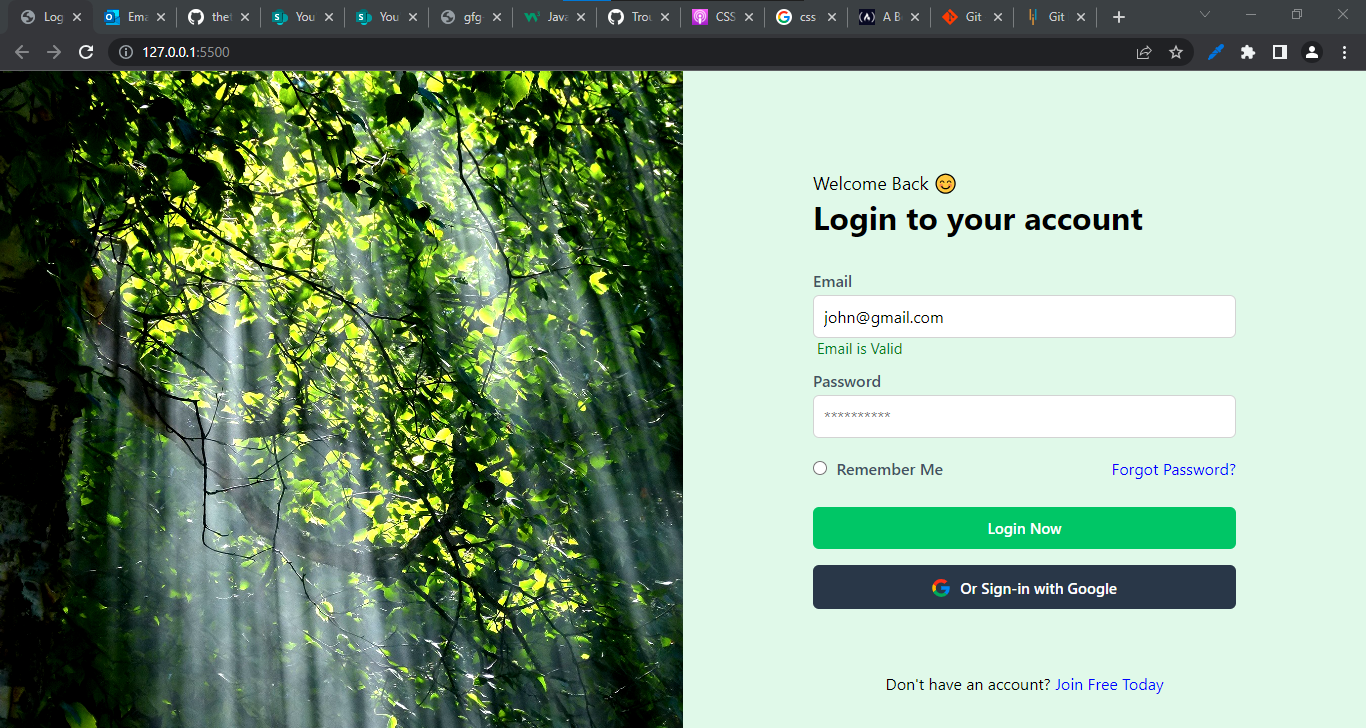 Log
Ema
thet
You
You
gfg
Java
Trou
CSS
css
A B
Git
Git
127.0.0.1:5500
Welcome Back 😊
Login to your account
Email
john@gmail.com
Email is Valid
Password
**********
Remember Me
Forgot Password?
Login Now
Or Sign-in with Google
Don't have an account? Join Free Today